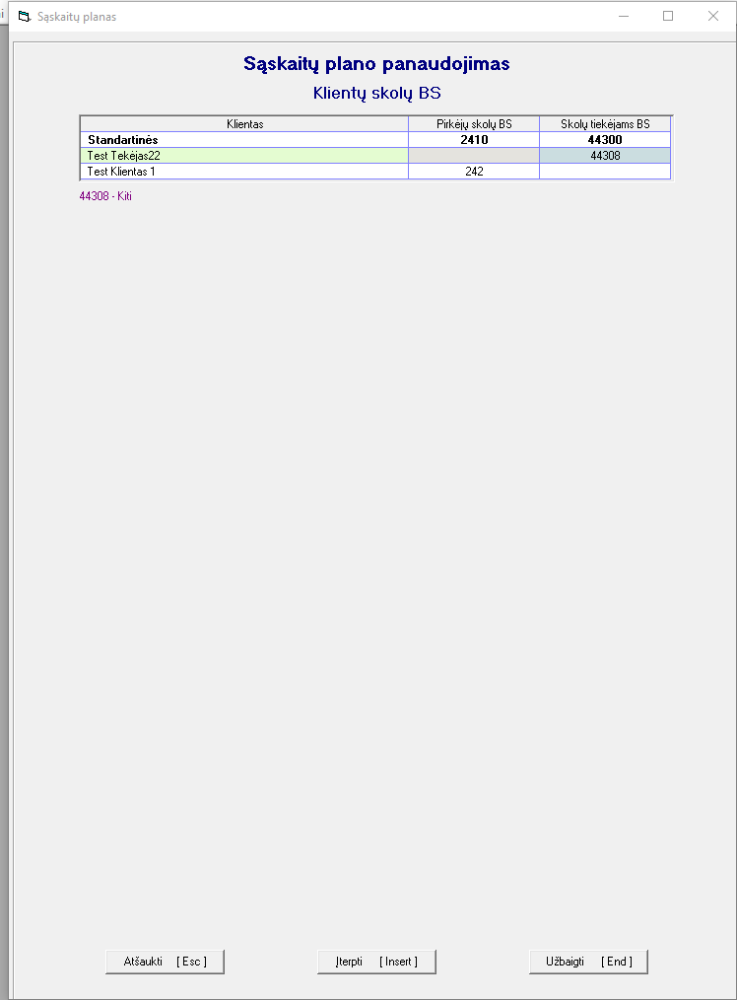 Sąskaitų planas
Sąskaitų plano panaudojimas
Klientų skolų BS
Klientas Pirkėjų skolų BS Skolų tiekėjams BS
Standartinės 2410 44300
Test Tekėjas22 44308
Test Klientas 1 242
44308 - Kiti
Atšaukti [ Esc ] Įterpti [ Insert ] Užbaigti [ End ]